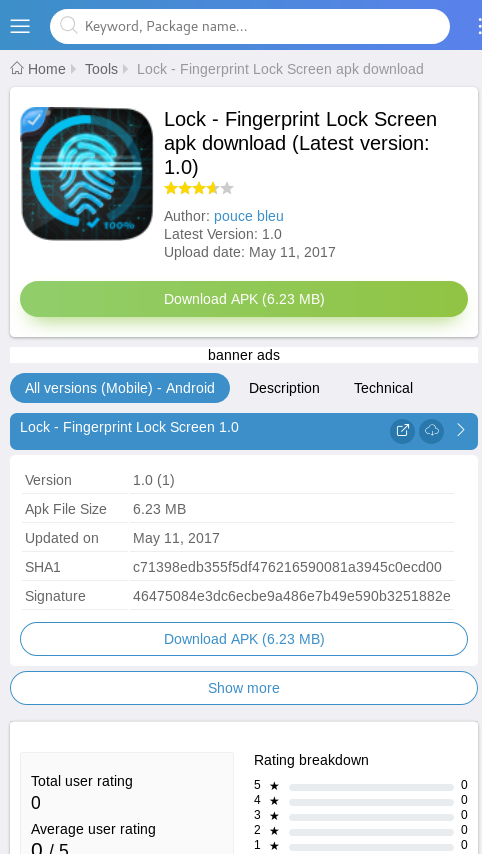 Keyword, Package name...
Home Tools Lock - Fingerprint Lock Screen apk download
100%
Lock - Fingerprint Lock Screen
apk download (Latest version:
1.0)
Author: pouce bleu
Latest Version: 1.0
Upload date: May 11, 2017
Download APK (6.23 MB)
banner ads
All versions (Mobile) - Android Description Technical
Lock - Fingerprint Lock Screen 1.0
Version 1.0 (1)
Apk File Size 6.23 MB
Updated on May 11, 2017
SHA1 c71398edb355f5df476216590081a3945c0ecd00
Signature 46475084e3dc6ecbe9a486e7b49e590b3251882e
Download APK (6.23 MB)
Show more
Total user rating
0
Average user rating
0 / 5
Rating breakdown
5 ★ 0
4 ★ 0
3 ★ 0
2 ★ 0
1 ★ 0